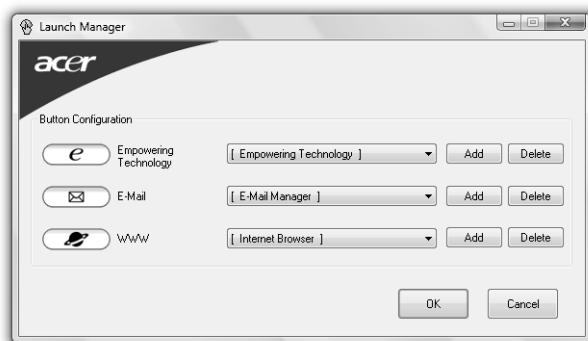 Launch Manager
acer
Button Configuration
e Empowering Technology [ Empowering Technology ] Add Delete
E-Mail [ E-Mail Manager ] Add Delete
WWW [ Internet Browser ] Add Delete
OK Cancel